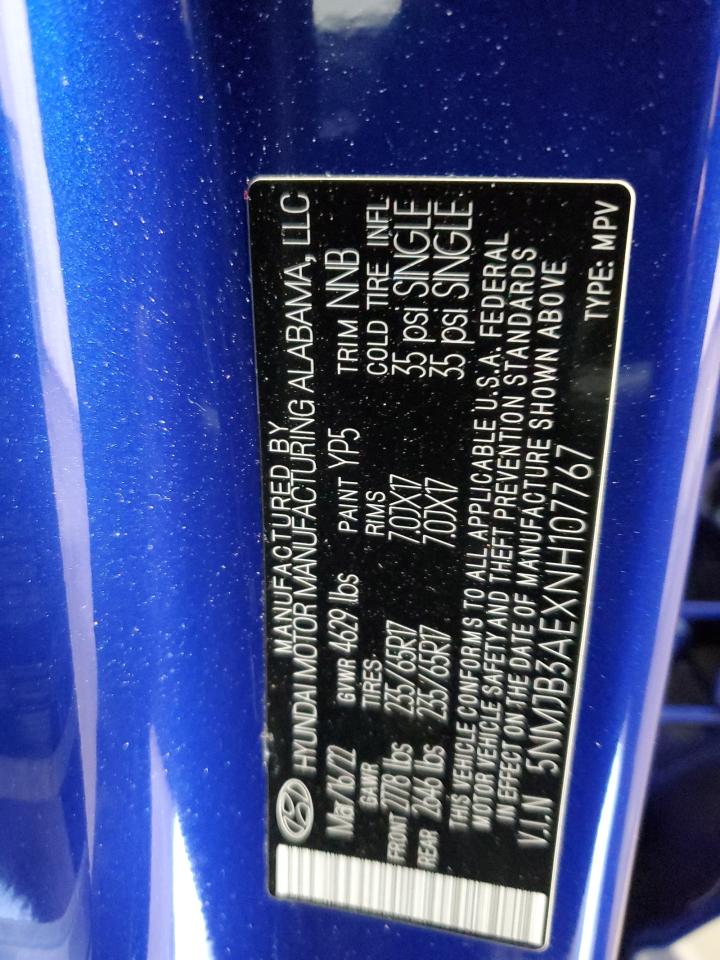 MANUFACTURED BY
HYUNDAI MOTOR MANUFACTURING ALABAMA, LLC
Mar/16/22 GVWR 4629 lbs PAINT YP5 TRIM NNB
GAWR TIRES RIMS COLD TIRE INFL
FRONT 2778 lbs 235/65R17 7.0JX17 35 psi SINGLE
REAR 2646 lbs 235/65R17 7.0JX17 35 psi SINGLE
THIS VEHICLE CONFORMS TO ALL APPLICABLE U.S.A. FEDERAL
MOTOR VEHICLE SAFETY AND THEFT PREVENTION STANDARDS
IN EFFECT ON THE DATE OF MANUFACTURE SHOWN ABOVE
V.I.N 5NMJB3AEXNH107767
TYPE: MPV